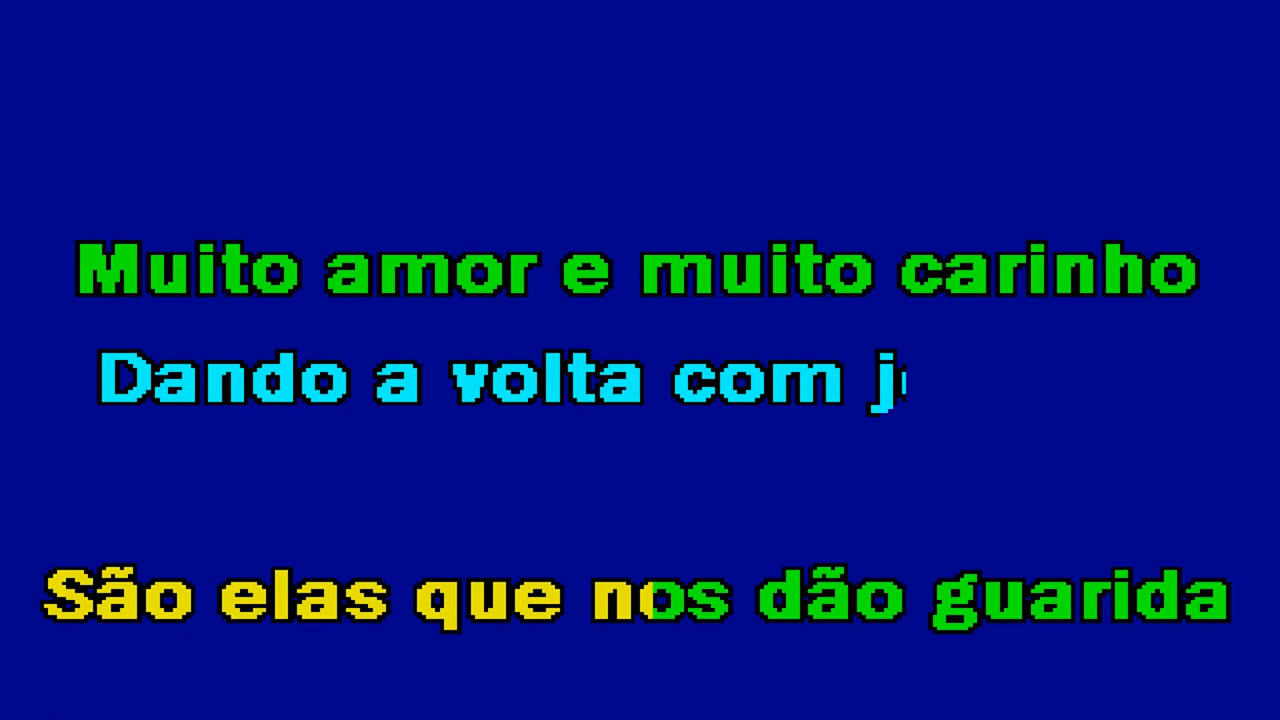 Muito amor e muito carinho
Dando a volta com
São elas que nos dão guarida